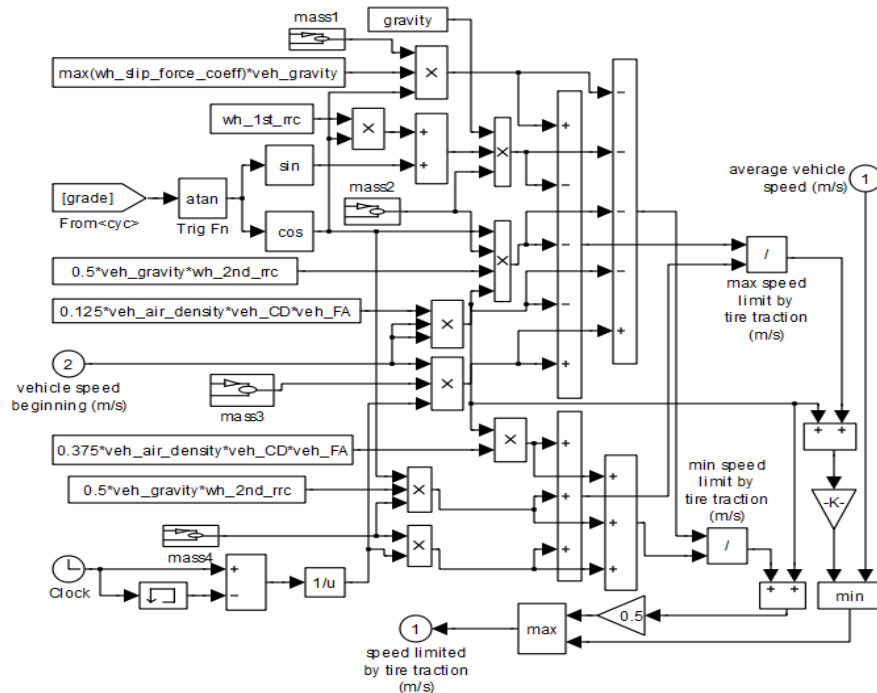 mass1
gravity
max(wh_slip_force_coeff)*veh_gravity
×
−
wh_1st_rrc
×
+
+
+
×
−
−
average vehicle
speed (m/s)
1
sin
mass2
[grade]
From<cyc>
atan
Trig Fn
cos
×
−
−
/
max speed
limit by
tire traction
(m/s)
0.5*veh_gravity*wh_2nd_rrc
−
−
0.125*veh_air_density*veh_CD*veh_FA
×
+
+
2
vehicle speed
beginning (m/s)
×
mass3
+ +
0.375*veh_air_density*veh_CD*veh_FA
×
+
+
min speed
limit by
tire traction
(m/s)
-K-
0.5*veh_gravity*wh_2nd_rrc
×
+
+
mass4
×
+
+
/
Clock
+
−
1/u
+ +
min
0.5
max
1
speed limited
by tire traction
(m/s)